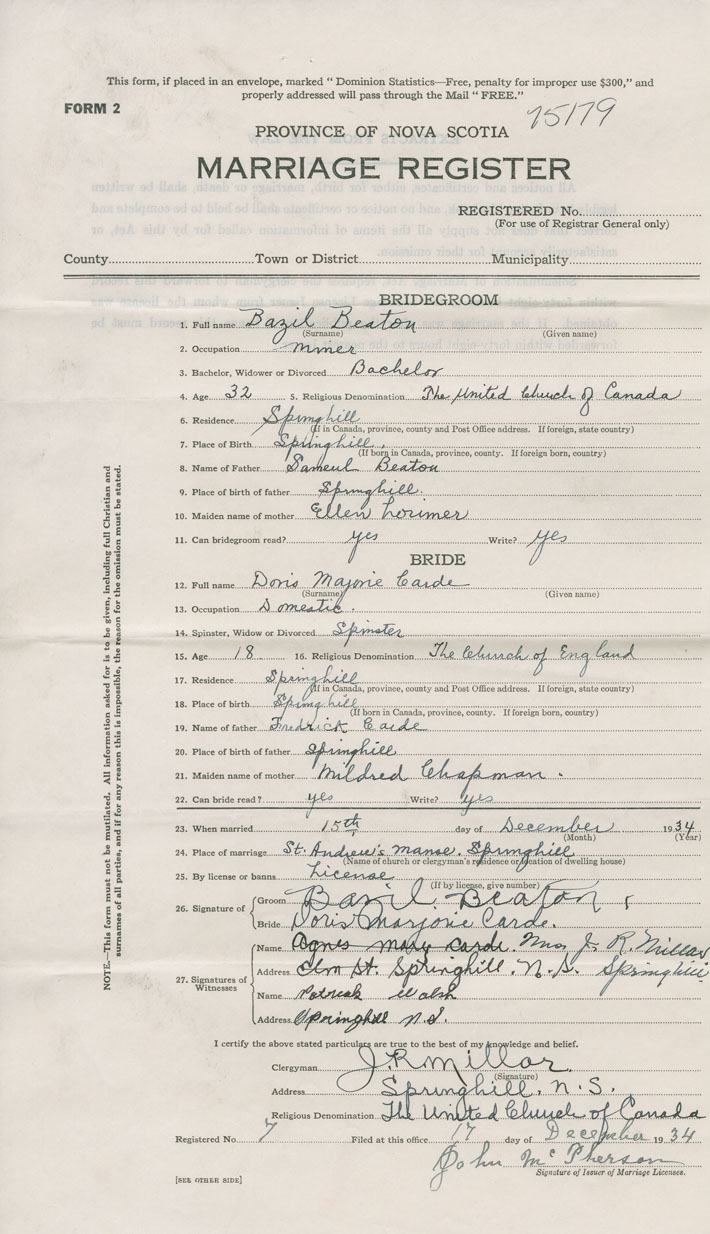 This form, if placed in an envelope, marked " Dominion Statistics—Free, penalty for improper use $300," and
properly addressed will pass through the Mail " FREE."
FORM 2
75179
PROVINCE OF NOVA SCOTIA
MARRIAGE REGISTER
REGISTERED No.
(For use of Registrar General only)
County Town or District Municipality
BRIDEGROOM
1. Full name Bazil Beaton
(Surname) (Given name)
2. Occupation miner
3. Bachelor, Widower or Divorced Bachelor
4. Age 32 5. Religious Denomination The United Church of Canada
6. Residence Springhill
(If in Canada, province, county and Post Office address. If foreign, state country)
7. Place of Birth Springhill
(If born in Canada, province, county. If foreign born, country)
8. Name of Father Sameul Beaton
9. Place of birth of father Springhill
10. Maiden name of mother Ellen Lorimer
11. Can bridegroom read? yes Write? yes
BRIDE
12. Full name Doris Majorie Carde
(Surname) (Given name)
13. Occupation Domestic.
14. Spinster, Widow or Divorced Spinster
15. Age 18 16. Religious Denomination The Church of England
17. Residence Springhill
(If in Canada, province, county and Post Office address. If foreign, state country)
18. Place of birth Springhill
(If born in Canada, province, county. If foreign born, country)
19. Name of father Fredrick Carde
20. Place of birth of father Springhill
21. Maiden name of mother Mildred Chapman.
22. Can bride read? yes Write? yes
23. When married 15th day of December 1934
(Month) (Year)
24. Place of marriage St. Andrew's Manse. Springhill
(Name of church or clergyman's residence or location of dwelling house)
25. By license or banns License
(If by license, give number)
26. Signature of Groom Bazil Beaton
Bride Doris Marjorie Carde.
27. Signatures of Witnesses
Name Agnes mary carde. Mrs J. R. Millar
Address Elm St. Springhill. N.S. Springhill
Name Patrick Walsh
Address Springhill N.S.
I certify the above stated particulars are true to the best of my knowledge and belief.
Clergyman J.R. Millar
(Signature)
Address Springhill, N.S.
Religious Denomination The United Church of Canada
Registered No. 7 Filed at this office 17 day of December 1934
John McPherson
Signature of Issuer of Marriage Licenses.
[SEE OTHER SIDE]
NOTE.—This form must not be mutilated. All information asked for is to be given, including full Christian and
surnames of all parties, and if for any reason this is impossible, the reason for the omission must be stated.